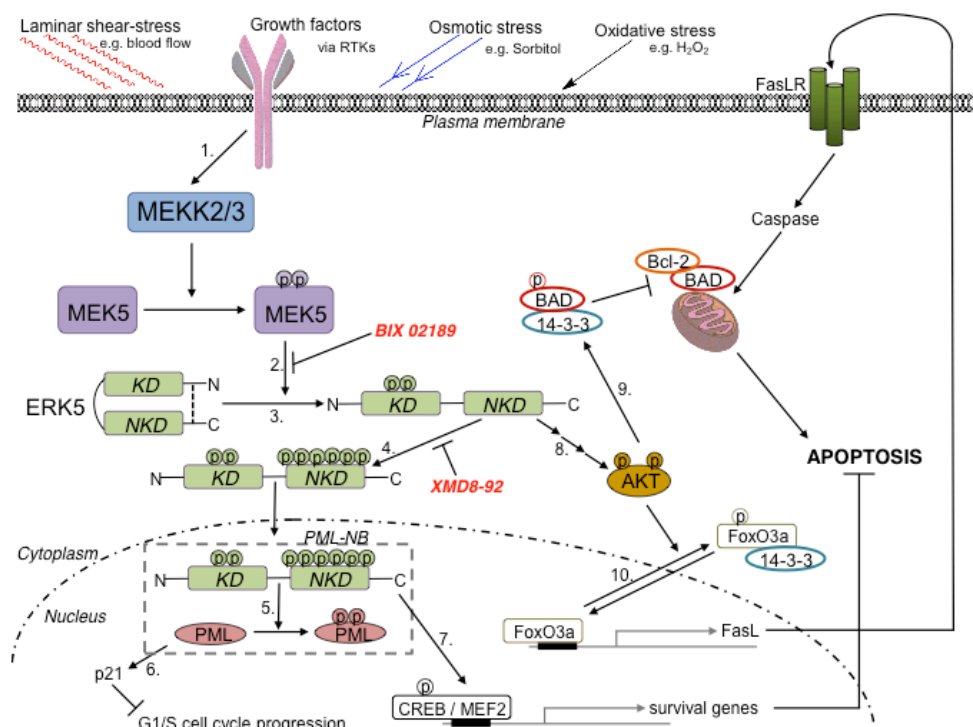 Laminar shear-stress
e.g. blood flow
Growth factors
via RTKs
Osmotic stress
e.g. Sorbitol
Oxidative stress
e.g. H₂O₂
FasLR
Plasma membrane
1.
MEKK2/3
Caspase
Bcl-2
BAD
p
BAD
14-3-3
MEK5
p p
MEK5
BIX 02189
2.
ERK5
KD
N
NKD
C
3.
N
p p
KD
NKD
C
9.
4.
8.
XMD8-92
p p
AKT
APOPTOSIS
N
p p
KD
p p p p p p
NKD
C
Cytoplasm
PML-NB
p
FoxO3a
14-3-3
10.
N
p p
KD
p p p p p p
NKD
C
Nucleus
5.
PML
p p
PML
7.
FoxO3a
FasL
6.
p21
p
CREB / MEF2
survival genes
G1/S cell cycle progression